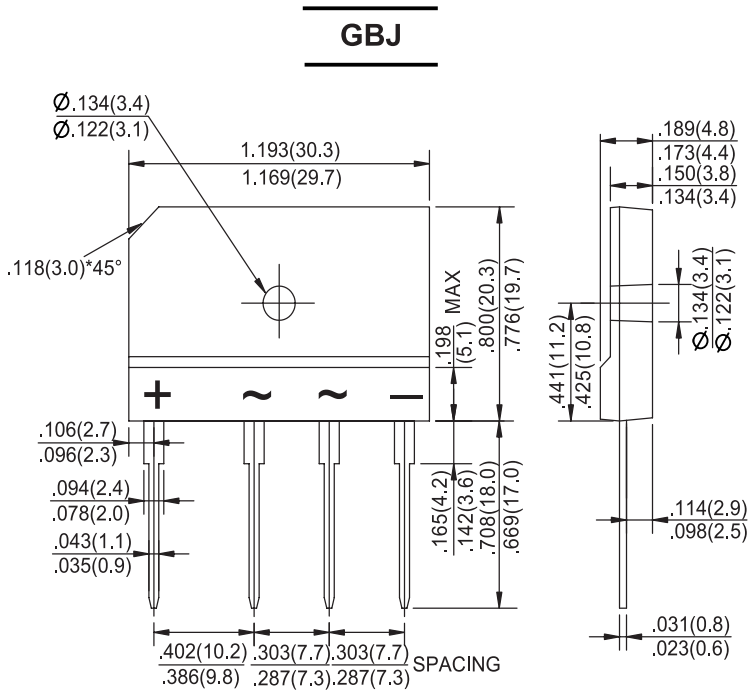 GBJ
Ø.134(3.4)
Ø.122(3.1)
1.193(30.3)
1.169(29.7)
.118(3.0)*45°
.198 MAX
(5.1)
.800(20.3)
.776(19.7)
+ ~ ~ —
.106(2.7)
.096(2.3)
.094(2.4)
.078(2.0)
.043(1.1)
.035(0.9)
.165(4.2)
.142(3.6)
.708(18.0)
.669(17.0)
.402(10.2) .303(7.7) .303(7.7) SPACING
.386(9.8) .287(7.3) .287(7.3)
.189(4.8)
.173(4.4)
.150(3.8)
.134(3.4)
Ø.134(3.4)
Ø.122(3.1)
.441(11.2)
.425(10.8)
.114(2.9)
.098(2.5)
.031(0.8)
.023(0.6)